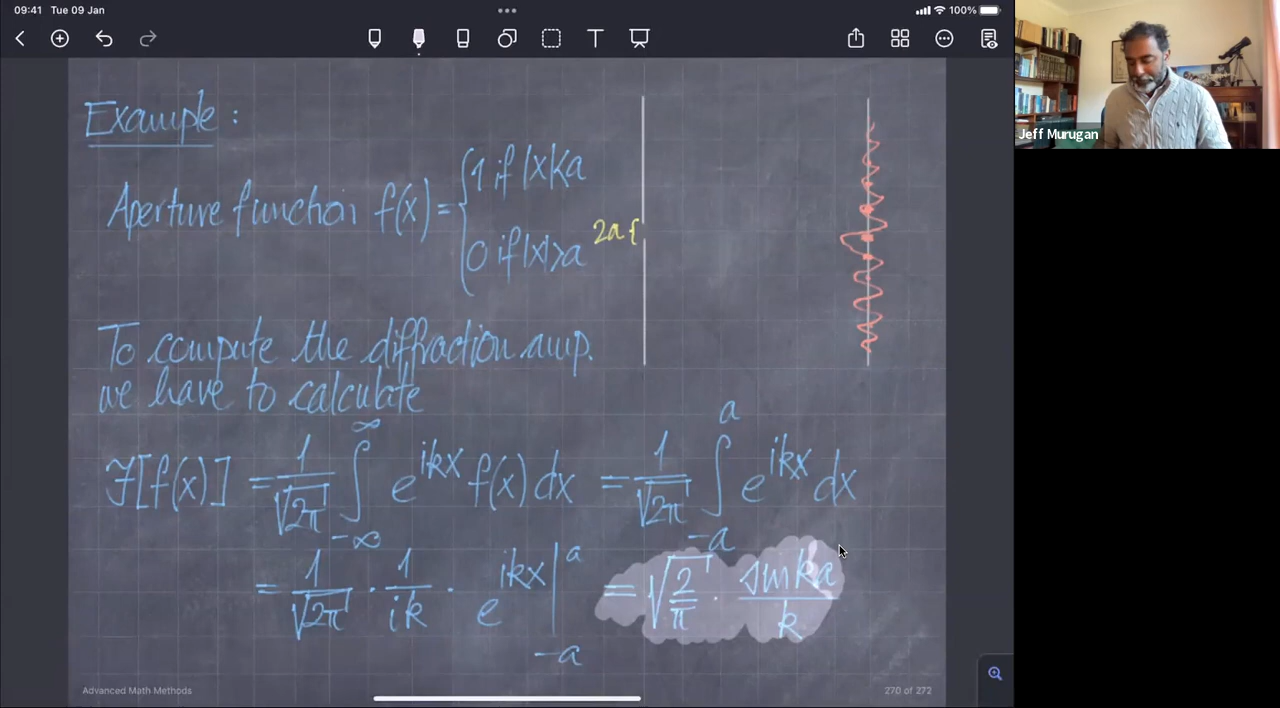 09:41 Tue 09 Jan
100%
Jeff Murugan
Example :
Aperture function f(x) = { 1 if |x|<a
0 if |x|>a
2a {
To compute the diffraction amp.
we have to calculate
ℱ[f(x)] = 1/√2π ∫_{-∞}^{∞} e^{ikx} f(x) dx = 1/√2π ∫_{-a}^{a} e^{ikx} dx
= 1/√2π · 1/ik · e^{ikx} |_{-a}^{a} = √2/π · sin ka / k
Advanced Math Methods
270 of 272